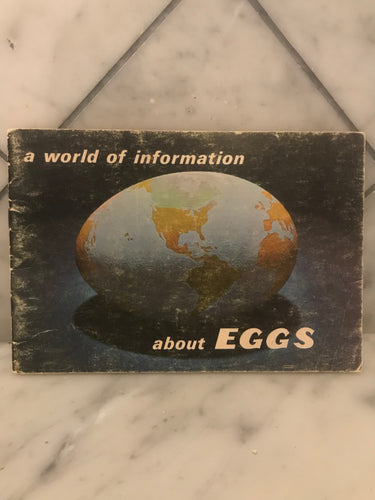 a world of information
about EGGS